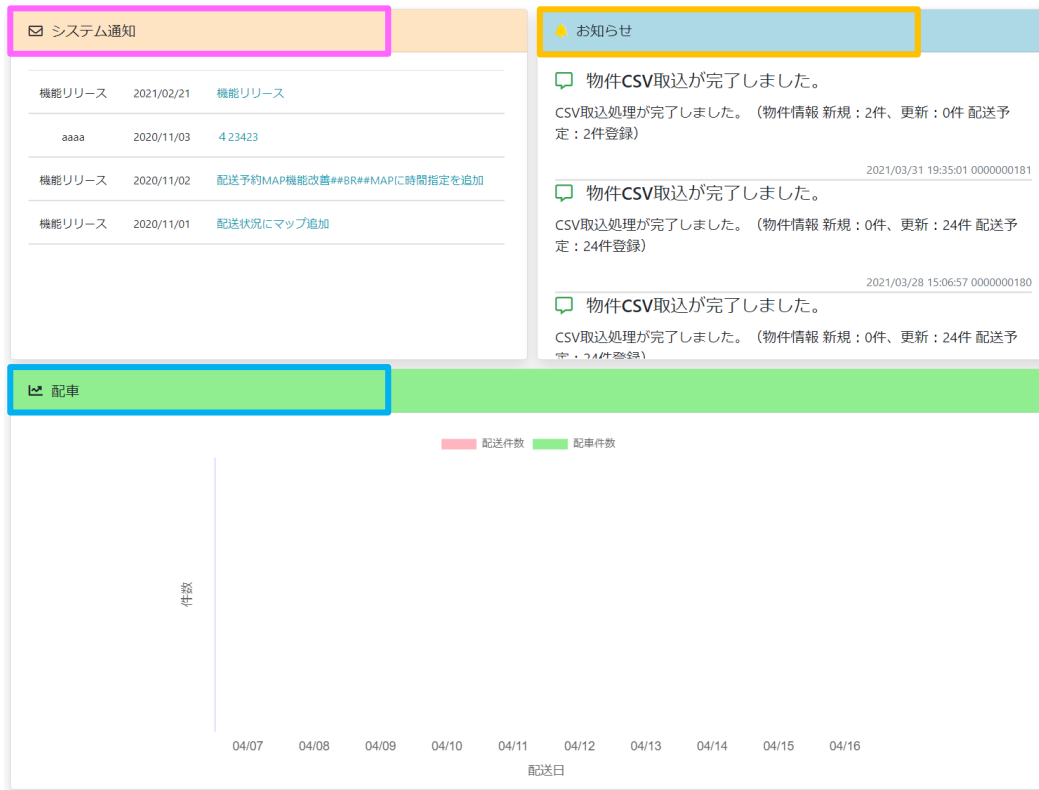 システム通知
機能リリース 2021/02/21 機能リリース
aaaa 2020/11/03 ４23423
機能リリース 2020/11/02 配送予約MAP機能改善##BR##MAPに時間指定を追加
機能リリース 2020/11/01 配送状況にマップ追加
お知らせ
物件CSV取込が完了しました。
CSV取込処理が完了しました。（物件情報 新規：2件、更新：0件 配送予
定：2件登録）
2021/03/31 19:35:01 0000000181
物件CSV取込が完了しました。
CSV取込処理が完了しました。（物件情報 新規：0件、更新：24件 配送予
定：24件登録）
2021/03/28 15:06:57 0000000180
物件CSV取込が完了しました。
CSV取込処理が完了しました。（物件情報 新規：0件、更新：24件 配送予
定：24件登録）
配車
配送件数 配車件数
件数
04/07 04/08 04/09 04/10 04/11 04/12 04/13 04/14 04/15 04/16
配送日